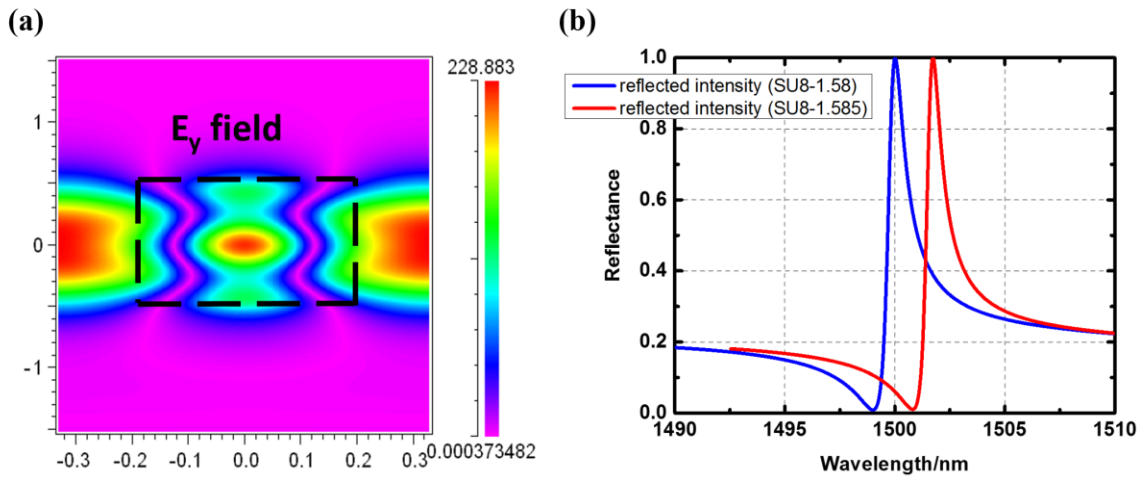 (a)
228.883
E_y field
1
0
-1
-0.3 -0.2 -0.1 0.0 0.1 0.2 0.3
0.000373482
(b)
reflected intensity (SU8-1.58)
reflected intensity (SU8-1.585)
1.0
0.8
0.6
0.4
0.2
0.0
Reflectance
1490 1495 1500 1505 1510
Wavelength/nm